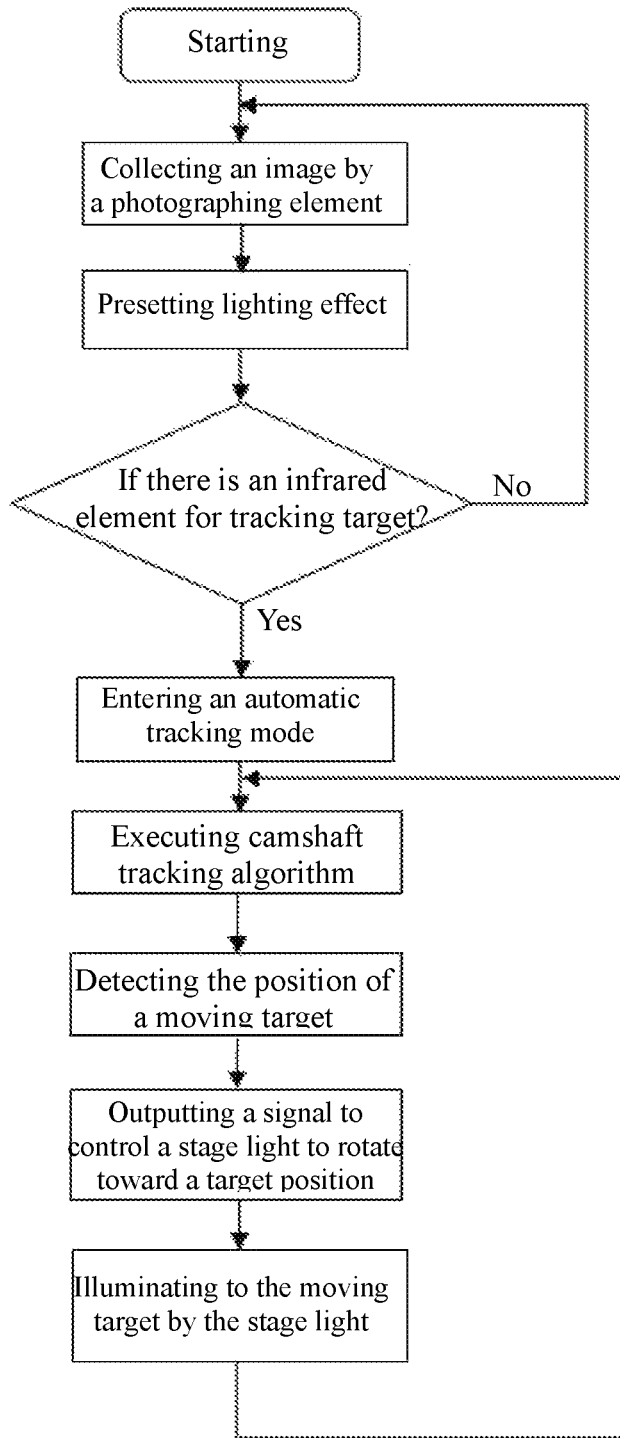 Starting
Collecting an image by
a photographing element
Presetting lighting effect
If there is an infrared
element for tracking target?
No
Yes
Entering an automatic
tracking mode
Executing camshaft
tracking algorithm
Detecting the position of
a moving target
Outputting a signal to
control a stage light to rotate
toward a target position
Illuminating to the moving
target by the stage light